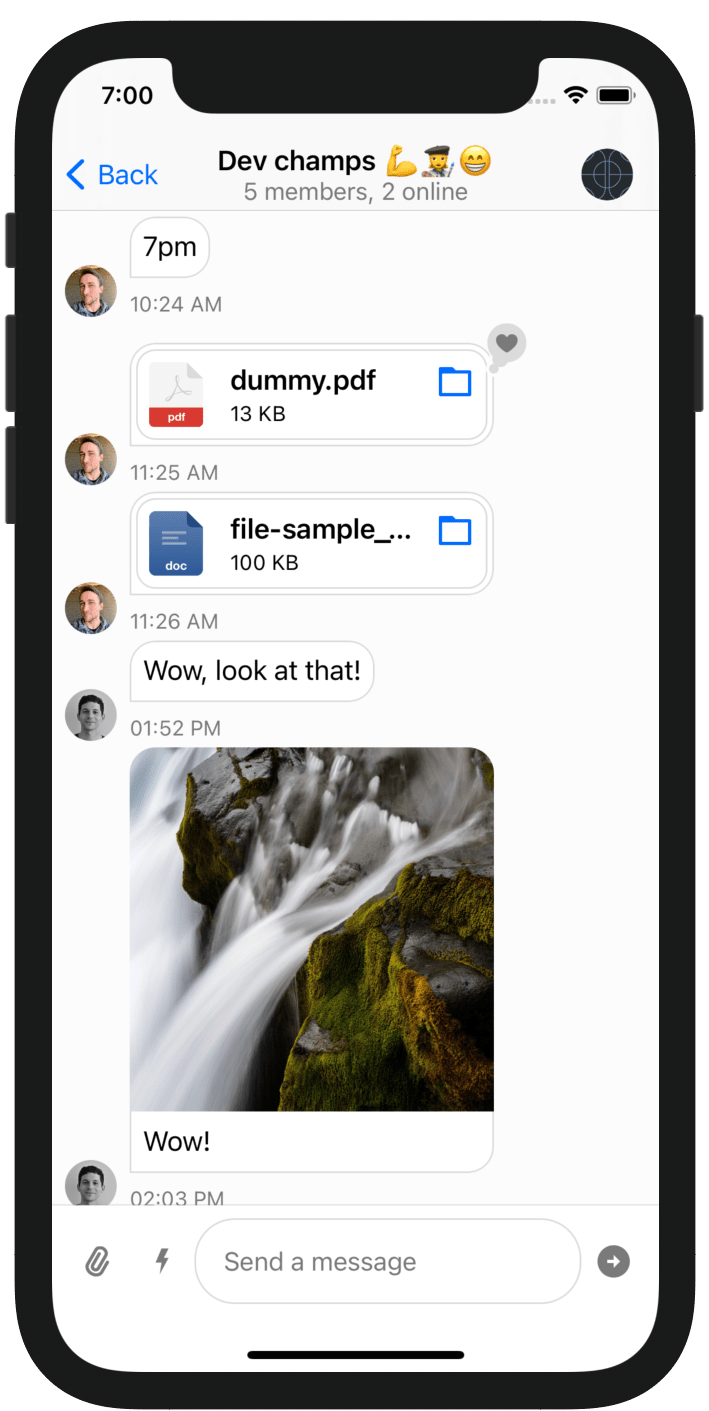 7:00
Back
Dev champs 💪👩‍🎨😁
5 members, 2 online
7pm
10:24 AM
dummy.pdf
13 KB
pdf
11:25 AM
file-sample_...
100 KB
doc
11:26 AM
Wow, look at that!
01:52 PM
Wow!
02:03 PM
Send a message